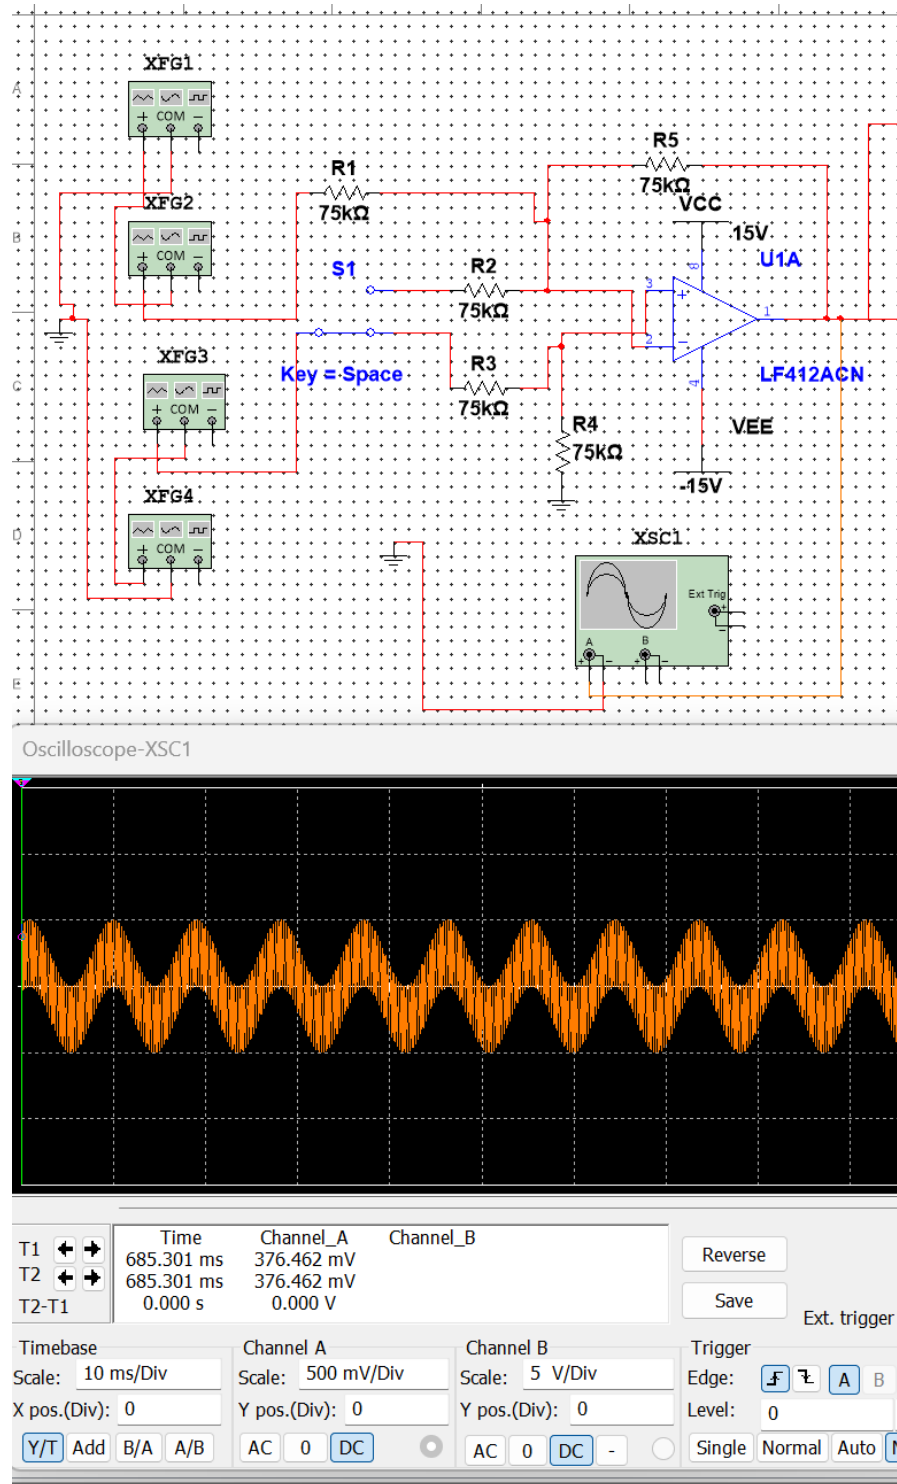 XFG1
A
+ COM −
R5
R1
75kΩ
XFG2
75kΩ
VCC
B
15V
+ COM −
S1
R2
U1A
8
3
+
75kΩ
1
2
−
XFG3
R3
Key = Space
C
4
LF412ACN
+ COM −
75kΩ
R4
VEE
75kΩ
XFG4
-15V
D
XSC1
+ COM −
Ext Trig
+
−
A
B
+ −
+ −
E
Oscilloscope-XSC1
Time Channel_A Channel_B
T1 685.301 ms 376.462 mV
T2 685.301 ms 376.462 mV
T2-T1 0.000 s 0.000 V
Reverse
Save
Ext. trigger
Timebase
Scale: 10 ms/Div
X pos.(Div): 0
Y/T Add B/A A/B
Channel A
Scale: 500 mV/Div
Y pos.(Div): 0
AC 0 DC
Channel B
Scale: 5 V/Div
Y pos.(Div): 0
AC 0 DC -
Trigger
Edge: A B
Level: 0
Single Normal Auto